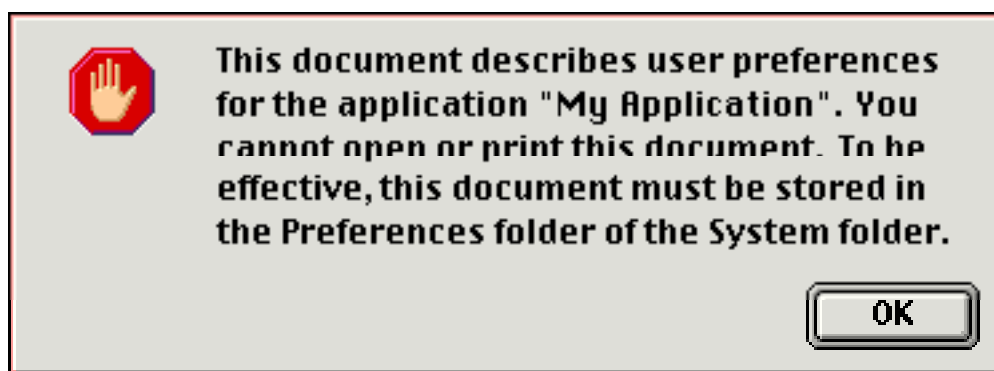 This document describes user preferences
for the application "My Application". You
cannot open or print this document. To be
effective, this document must be stored in
the Preferences folder of the System folder.
OK